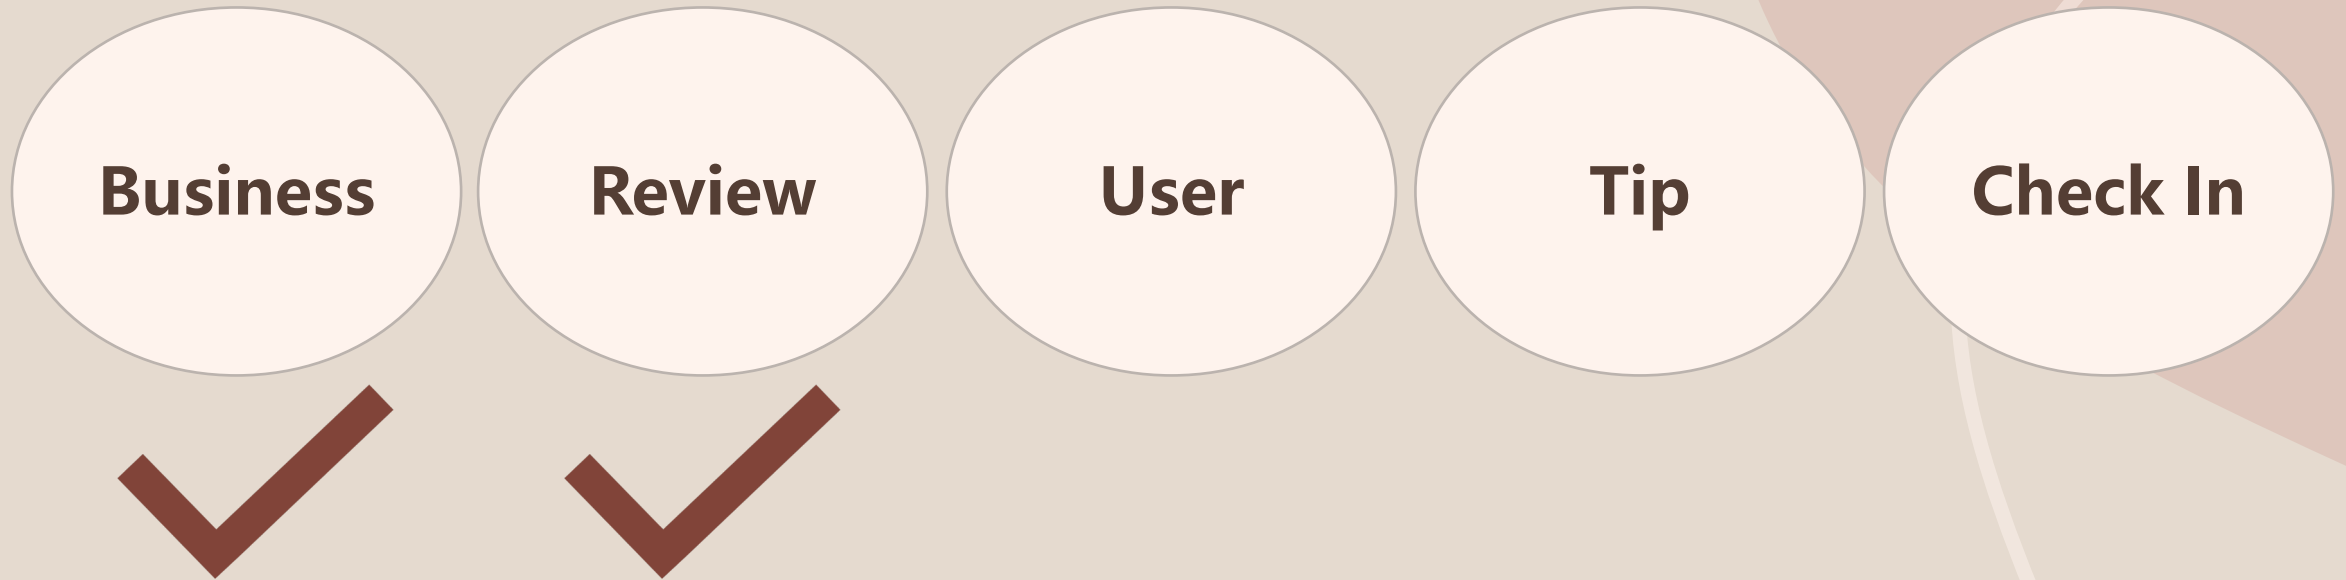 Business
Review
User
Tip
Check In